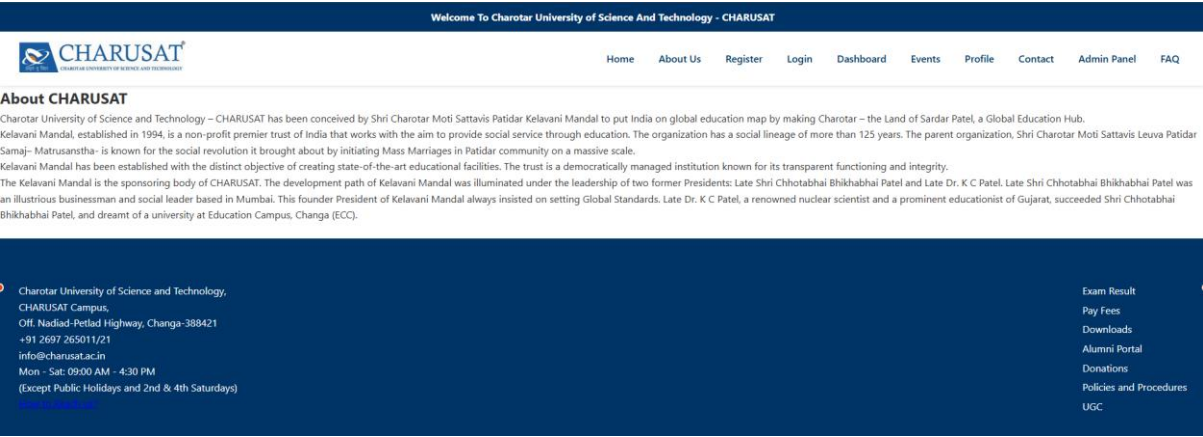 Welcome To Charotar University of Science And Technology - CHARUSAT
CHARUSAT
CHAROTAR UNIVERSITY OF SCIENCE AND TECHNOLOGY
Home About Us Register Login Dashboard Events Profile Contact Admin Panel FAQ
About CHARUSAT
Charotar University of Science and Technology – CHARUSAT has been conceived by Shri Charotar Moti Sattavis Patidar Kelavani Mandal to put India on global education map by making Charotar – the Land of Sardar Patel, a Global Education Hub.
Kelavani Mandal, established in 1994, is a non-profit premier trust of India that works with the aim to provide social service through education. The organization has a social lineage of more than 125 years. The parent organization, Shri Charotar Moti Sattavis Leuva Patidar
Samaj– Matrusanstha- is known for the social revolution it brought about by initiating Mass Marriages in Patidar community on a massive scale.
Kelavani Mandal has been established with the distinct objective of creating state-of-the-art educational facilities. The trust is a democratically managed institution known for its transparent functioning and integrity.
The Kelavani Mandal is the sponsoring body of CHARUSAT. The development path of Kelavani Mandal was illuminated under the leadership of two former Presidents: Late Shri Chhotabhai Bhikhabhai Patel and Late Dr. K C Patel. Late Shri Chhotabhai Bhikhabhai Patel was
an illustrious businessman and social leader based in Mumbai. This founder President of Kelavani Mandal always insisted on setting Global Standards. Late Dr. K C Patel, a renowned nuclear scientist and a prominent educationist of Gujarat, succeeded Shri Chhotabhai
Bhikhabhai Patel, and dreamt of a university at Education Campus, Changa (ECC).
Charotar University of Science and Technology,
CHARUSAT Campus,
Off. Nadiad-Petlad Highway, Changa-388421
+91 2697 265011/21
info@charusat.ac.in
Mon - Sat: 09:00 AM - 4:30 PM
(Except Public Holidays and 2nd & 4th Saturdays)
How to Reach us?
Exam Result
Pay Fees
Downloads
Alumni Portal
Donations
Policies and Procedures
UGC